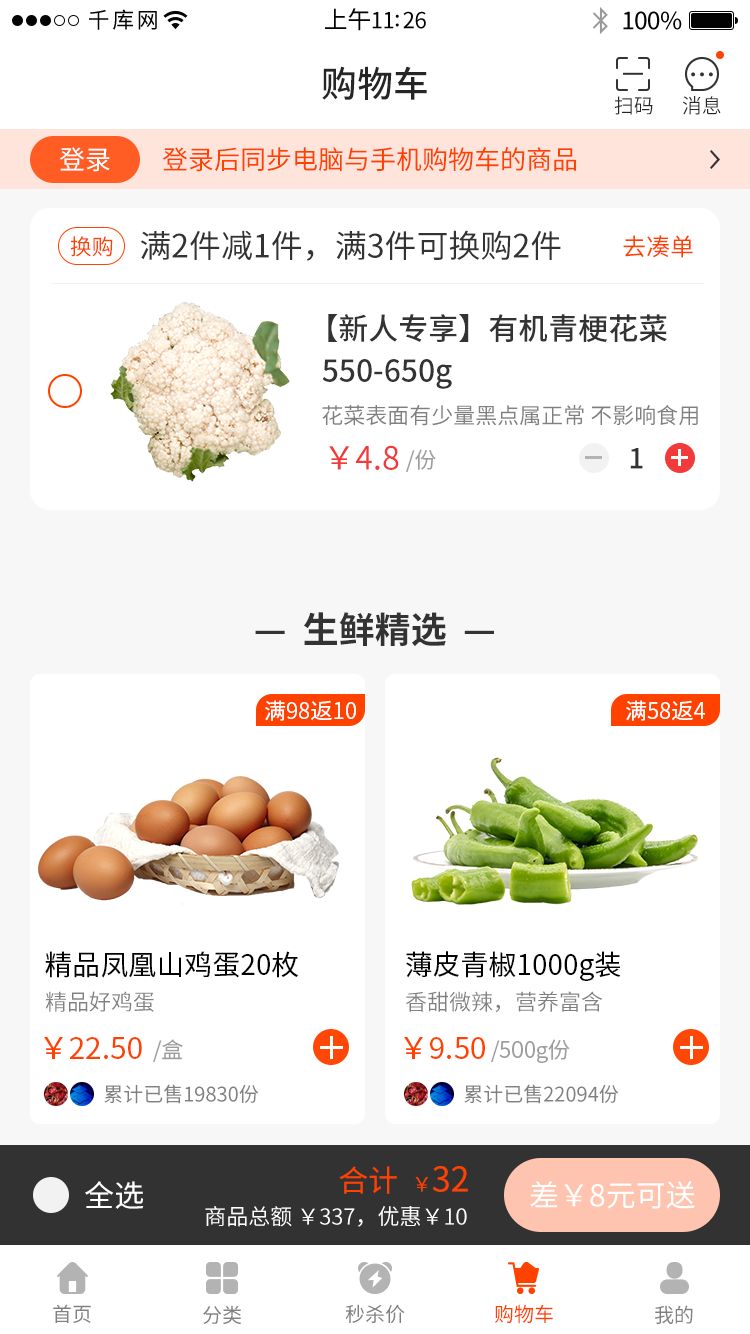 千库网
上午11:26
100%
购物车
扫码
消息
登录
登录后同步电脑与手机购物车的商品
换购
满2件减1件，满3件可换购2件
去凑单
【新人专享】有机青梗花菜
550-650g
花菜表面有少量黑点属正常 不影响食用
￥4.8 /份
1
— 生鲜精选 —
满98返10
精品凤凰山鸡蛋20枚
精品好鸡蛋
￥22.50 /盒
累计已售19830份
满58返4
薄皮青椒1000g装
香甜微辣，营养富含
￥9.50 /500g份
累计已售22094份
全选
合计 ￥32
商品总额 ￥337，优惠￥10
差￥8元可送
首页
分类
秒杀价
购物车
我的